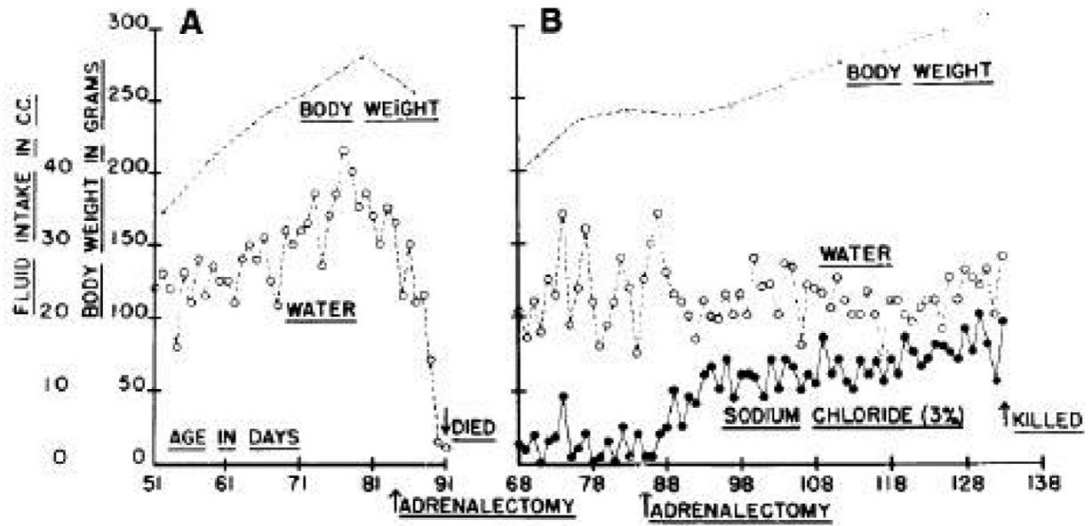 A
B
FLUID INTAKE IN CC.
BODY WEIGHT IN GRAMS
300
250
40 200
30 150
20 100
10 50
0 0
BODY WEIGHT
WATER
AGE IN DAYS
DIED
51 61 71 81 91
ADRENALECTOMY
BODY WEIGHT
WATER
SODIUM CHLORIDE (3%)
KILLED
68 78 98 108 118 128 138
ADRENALECTOMY